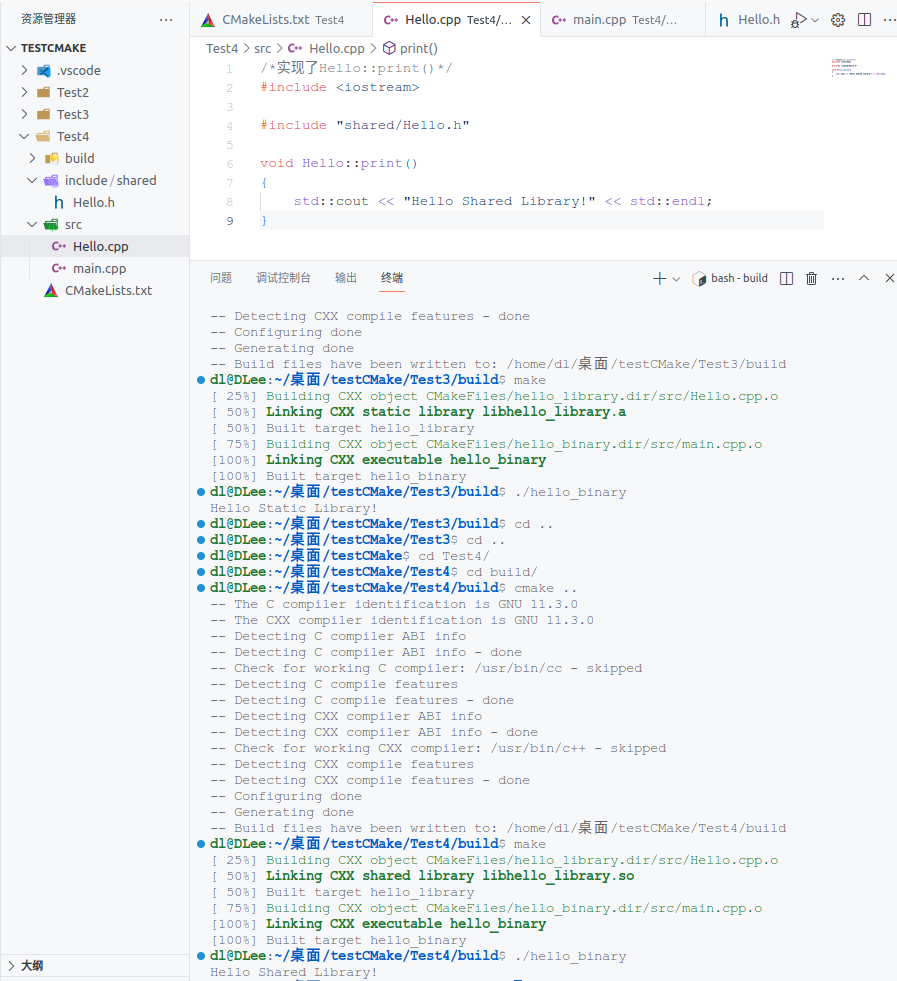 资源管理器 ···
TESTCMAKE
.vscode
Test2
Test3
Test4
build
include / shared
h Hello.h
src
C++ Hello.cpp
C++ main.cpp
CMakeLists.txt
大纲
CMakeLists.txt Test4
C++ Hello.cpp Test4/... ×
C++ main.cpp Test4/...
h Hello.h
Test4 > src > C++ Hello.cpp > print()
1 /*实现了Hello::print()*/
2 #include <iostream>
3
4 #include "shared/Hello.h"
5
6 void Hello::print()
7 {
8 std::cout << "Hello Shared Library!" << std::endl;
9 }
问题 调试控制台 输出 终端
bash - build
-- Detecting CXX compile features - done
-- Configuring done
-- Generating done
-- Build files have been written to: /home/dl/桌面/testCMake/Test3/build
dl@DLee:~/桌面/testCMake/Test3/build$ make
[ 25%] Building CXX object CMakeFiles/hello_library.dir/src/Hello.cpp.o
[ 50%] Linking CXX static library libhello_library.a
[ 50%] Built target hello_library
[ 75%] Building CXX object CMakeFiles/hello_binary.dir/src/main.cpp.o
[100%] Linking CXX executable hello_binary
[100%] Built target hello_binary
dl@DLee:~/桌面/testCMake/Test3/build$ ./hello_binary
Hello Static Library!
dl@DLee:~/桌面/testCMake/Test3/build$ cd ..
dl@DLee:~/桌面/testCMake/Test3$ cd ..
dl@DLee:~/桌面/testCMake$ cd Test4/
dl@DLee:~/桌面/testCMake/Test4$ cd build/
dl@DLee:~/桌面/testCMake/Test4/build$ cmake ..
-- The C compiler identification is GNU 11.3.0
-- The CXX compiler identification is GNU 11.3.0
-- Detecting C compiler ABI info
-- Detecting C compiler ABI info - done
-- Check for working C compiler: /usr/bin/cc - skipped
-- Detecting C compile features
-- Detecting C compile features - done
-- Detecting CXX compiler ABI info
-- Detecting CXX compiler ABI info - done
-- Check for working CXX compiler: /usr/bin/c++ - skipped
-- Detecting CXX compile features
-- Detecting CXX compile features - done
-- Configuring done
-- Generating done
-- Build files have been written to: /home/dl/桌面/testCMake/Test4/build
dl@DLee:~/桌面/testCMake/Test4/build$ make
[ 25%] Building CXX object CMakeFiles/hello_library.dir/src/Hello.cpp.o
[ 50%] Linking CXX shared library libhello_library.so
[ 50%] Built target hello_library
[ 75%] Building CXX object CMakeFiles/hello_binary.dir/src/main.cpp.o
[100%] Linking CXX executable hello_binary
[100%] Built target hello_binary
dl@DLee:~/桌面/testCMake/Test4/build$ ./hello_binary
Hello Shared Library!